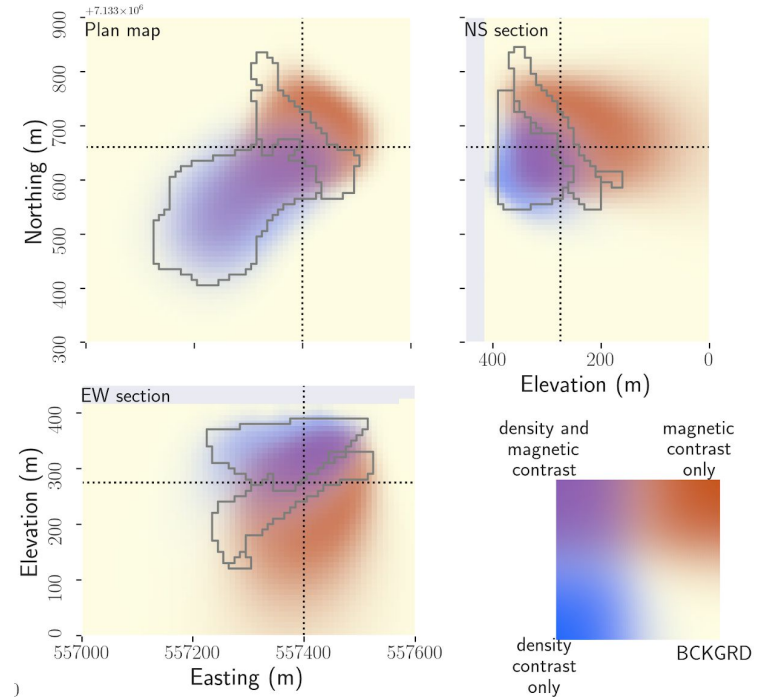 +7.133×10⁶
Plan map
NS section
900
800
700
600
500
400
300
Northing (m)
400
200
0
Elevation (m)
EW section
400
300
200
100
0
Elevation (m)
557000
557200
557400
557600
Easting (m)
density and
magnetic
contrast
magnetic
contrast
only
density
contrast
only
BCKGRD
)